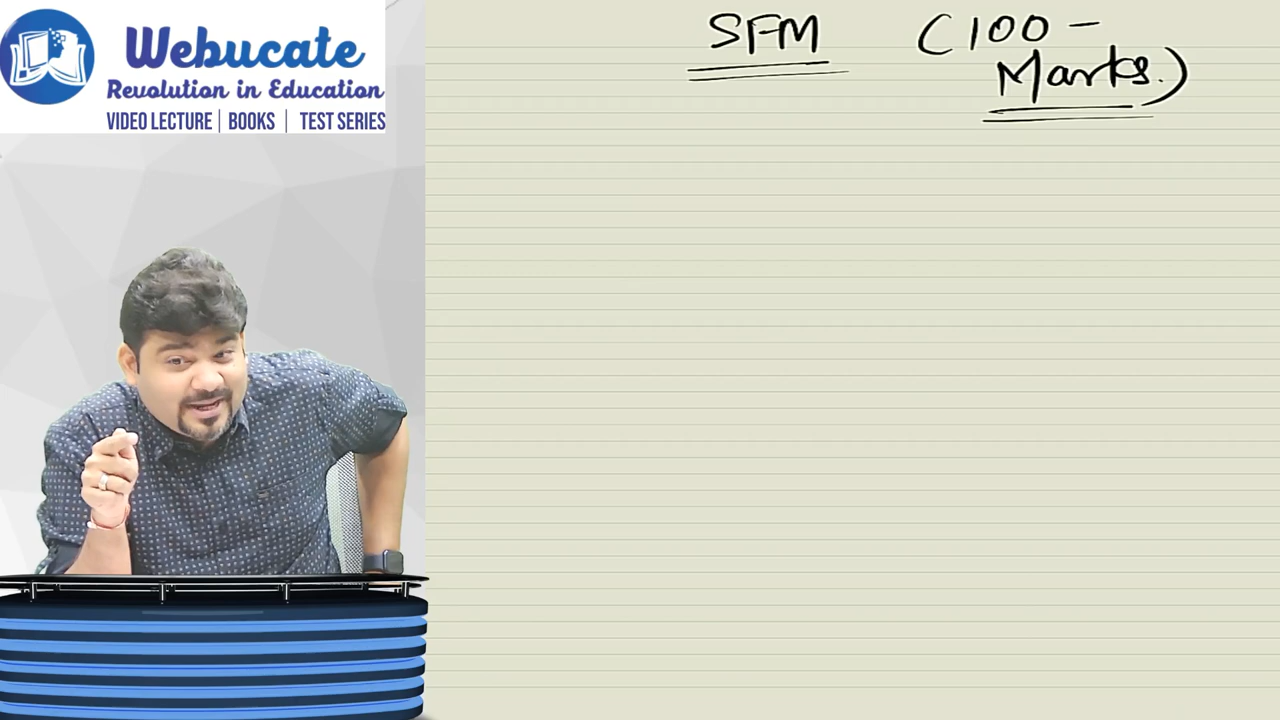 Webucate
Revolution in Education
VIDEO LECTURE | BOOKS | TEST SERIES
SFM (100 -
Marks.)